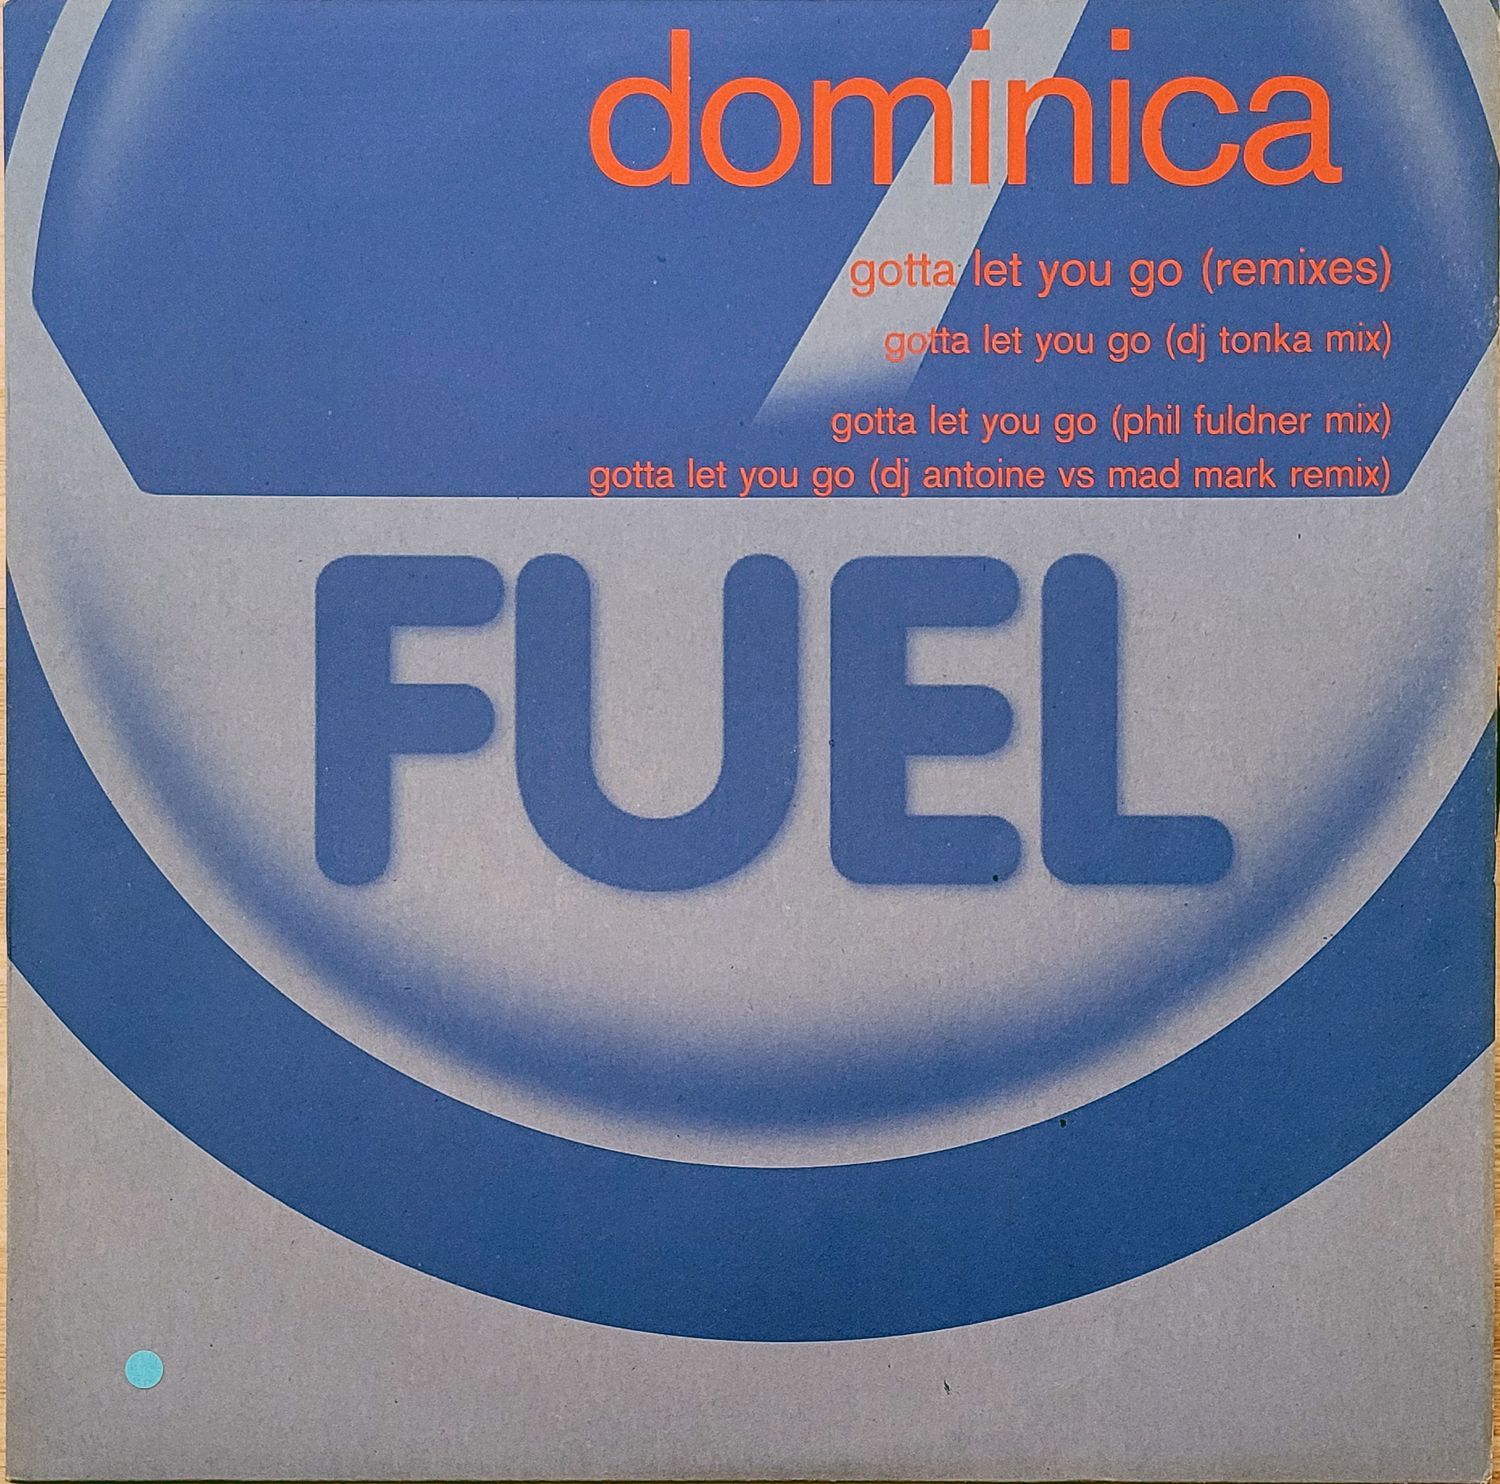 dominica
gotta let you go (remixes)
gotta let you go (dj tonka mix)
gotta let you go (phil fuldner mix)
gotta let you go (dj antoine vs mad mark remix)
FUEL